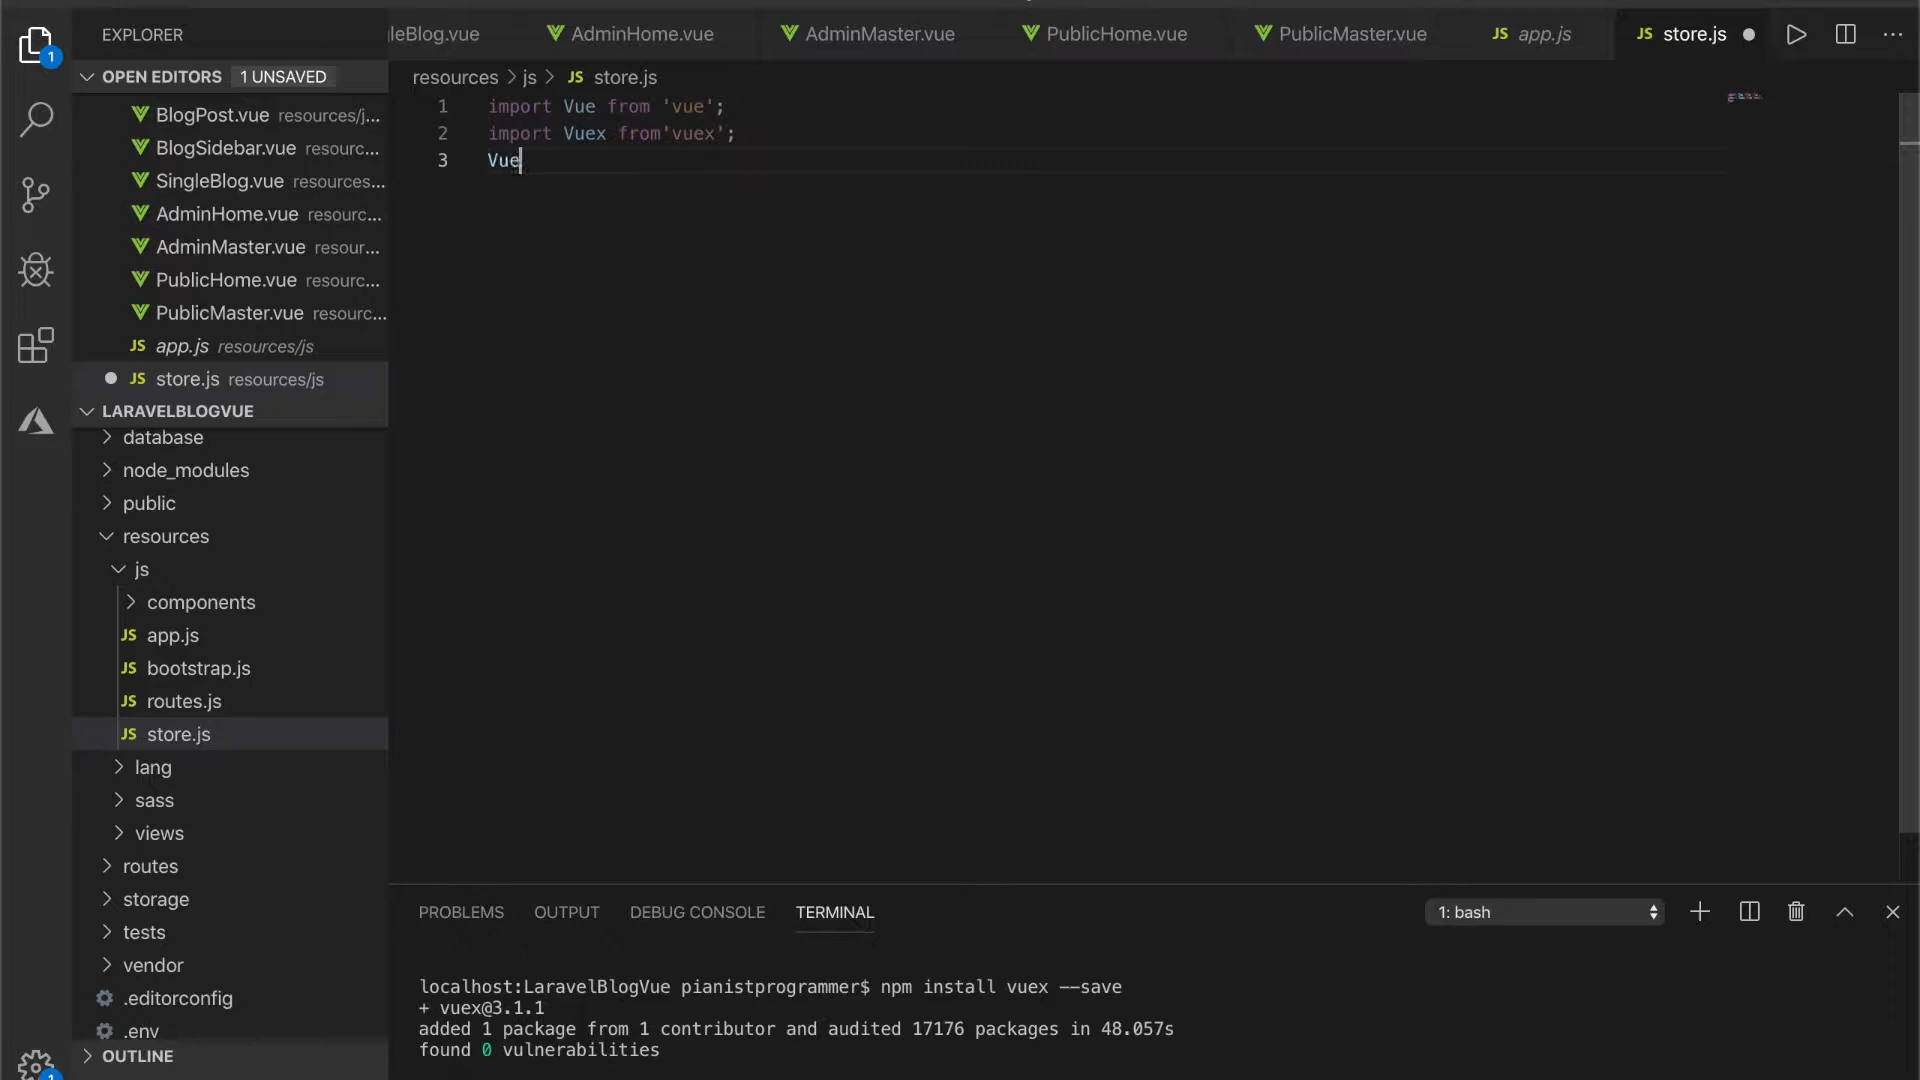 EXPLORER
OPEN EDITORS 1 UNSAVED
BlogPost.vue resources/j...
BlogSidebar.vue resourc...
SingleBlog.vue resources...
AdminHome.vue resourc...
AdminMaster.vue resour...
PublicHome.vue resourc...
PublicMaster.vue resourc...
JS app.js resources/js
JS store.js resources/js
LARAVELBLOGVUE
database
node_modules
public
resources
js
components
JS app.js
JS bootstrap.js
JS routes.js
JS store.js
lang
sass
views
routes
storage
tests
vendor
.editorconfig
.env
OUTLINE
1
1
leBlog.vue AdminHome.vue AdminMaster.vue PublicHome.vue PublicMaster.vue JS app.js JS store.js
resources > js > JS store.js
1 import Vue from 'vue';
2 import Vuex from'vuex';
3 Vue
PROBLEMS OUTPUT DEBUG CONSOLE TERMINAL 1: bash
localhost:LaravelBlogVue pianistprogrammer$ npm install vuex --save
+ vuex@3.1.1
added 1 package from 1 contributor and audited 17176 packages in 48.057s
found 0 vulnerabilities